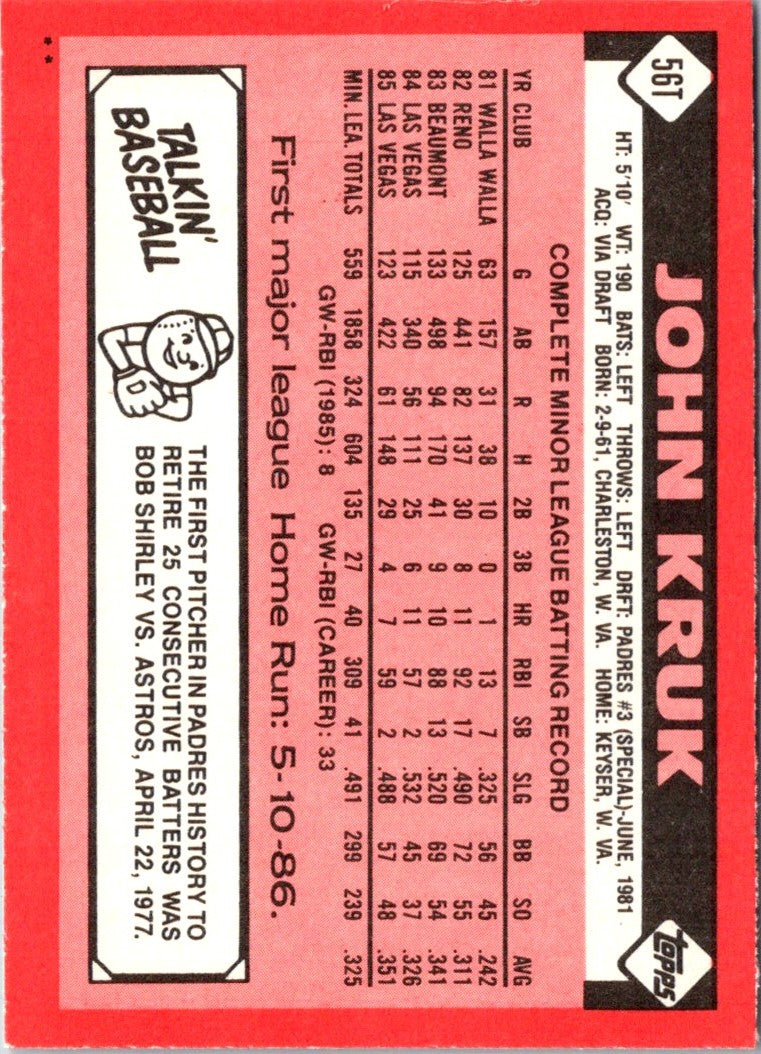 56T
JOHN KRUK
topps
HT: 5'10' WT: 190 BATS: LEFT THROWS: LEFT DRFT: PADRES #3 (SPECIAL)-JUNE, 1981
ACQ: VIA DRAFT BORN: 2-9-61, CHARLESTON, W. VA. HOME: KEYSER, W. VA.
COMPLETE MINOR LEAGUE BATTING RECORD
YR CLUB G AB R H 2B 3B HR RBI SB SLG BB SO AVG
81 WALLA WALLA 63 157 31 38 10 0 1 13 7 .325 56 45 .242
82 RENO 125 441 82 137 30 8 11 92 17 .490 72 55 .311
83 BEAUMONT 133 498 94 170 41 9 10 88 13 .520 69 54 .341
84 LAS VEGAS 115 340 56 111 25 6 11 57 2 .532 45 37 .326
85 LAS VEGAS 123 422 61 148 29 4 7 59 2 .488 57 48 .351
MIN. LEA. TOTALS 559 1858 324 604 135 27 40 309 41 .491 299 239 .325
GW-RBI (1985): 8 GW-RBI (CAREER): 33
First major league Home Run: 5-10-86.
TALKIN'
BASEBALL
THE FIRST PITCHER IN PADRES HISTORY TO
RETIRE 25 CONSECUTIVE BATTERS WAS
BOB SHIRLEY VS. ASTROS, APRIL 22, 1977.
**